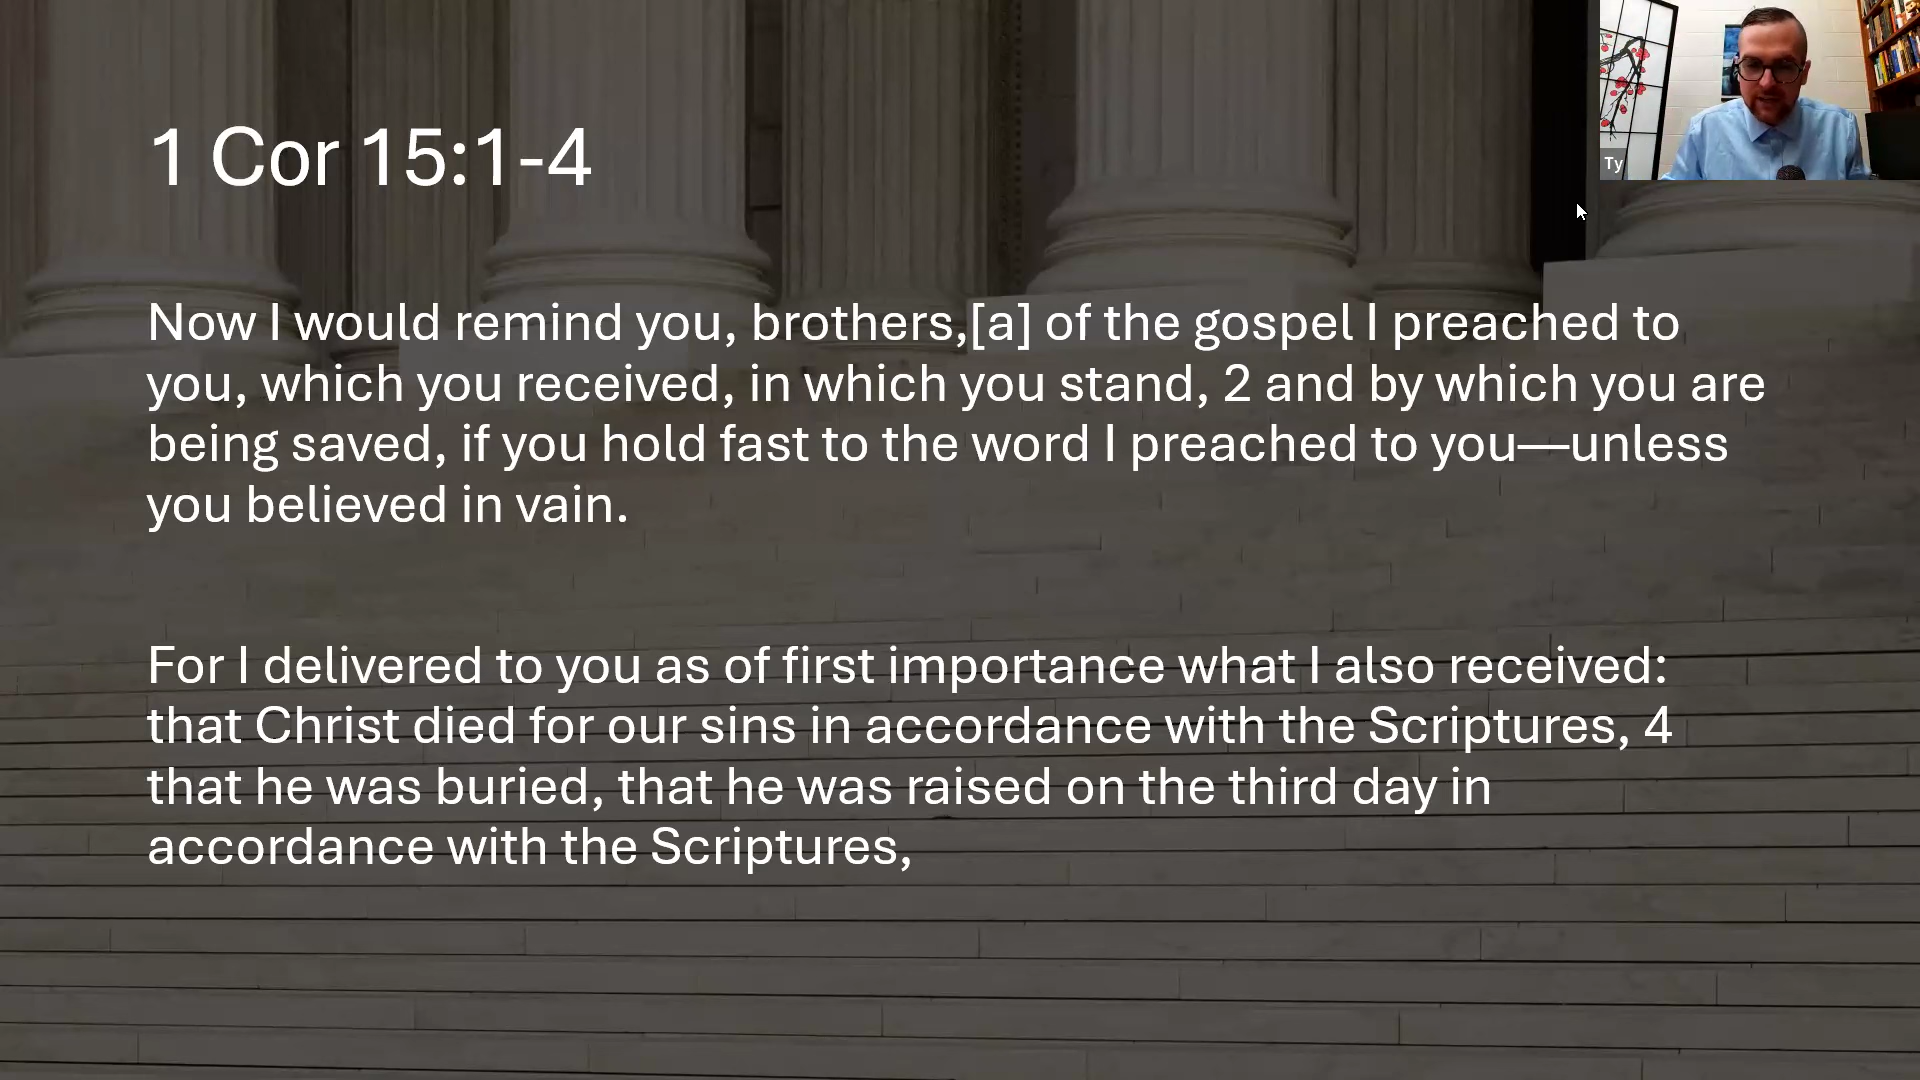 1 Cor 15:1-4
Ty
Now I would remind you, brothers,[a] of the gospel I preached to
you, which you received, in which you stand, 2 and by which you are
being saved, if you hold fast to the word I preached to you—unless
you believed in vain.
For I delivered to you as of first importance what I also received:
that Christ died for our sins in accordance with the Scriptures, 4
that he was buried, that he was raised on the third day in
accordance with the Scriptures,